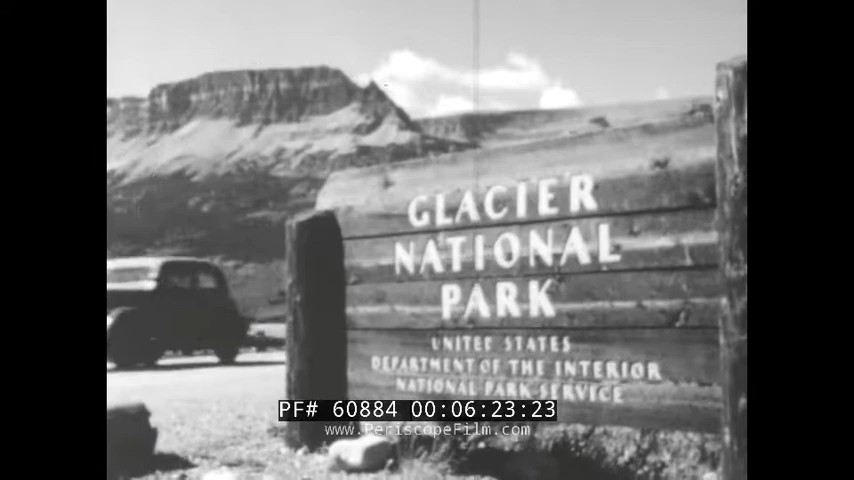 GLACIER
NATIONAL
PARK
UNITED STATES
DEPARTMENT OF THE INTERIOR
NATIONAL PARK SERVICE
PF# 60884 00:06:23:23
www.PeriscopeFilm.com